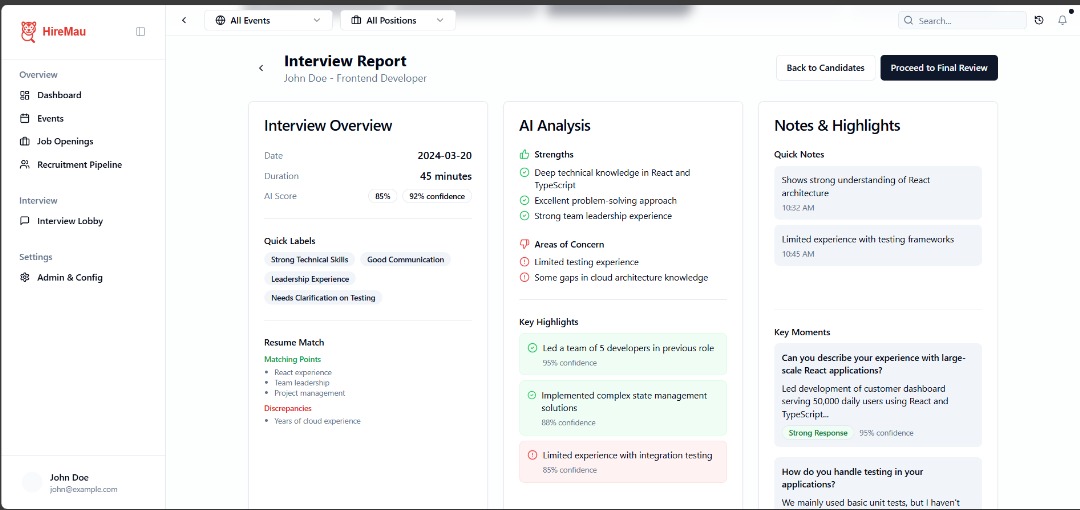 HireMau
Overview
Dashboard
Events
Job Openings
Recruitment Pipeline
Interview
Interview Lobby
Settings
Admin & Config
John Doe
john@example.com
All Events
All Positions
Search...
Interview Report
John Doe - Frontend Developer
Back to Candidates
Proceed to Final Review
Interview Overview
Date
2024-03-20
Duration
45 minutes
AI Score
85%
92% confidence
Quick Labels
Strong Technical Skills
Good Communication
Leadership Experience
Needs Clarification on Testing
Resume Match
Matching Points
• React experience
• Team leadership
• Project management
Discrepancies
• Years of cloud experience
AI Analysis
Strengths
Deep technical knowledge in React and
TypeScript
Excellent problem-solving approach
Strong team leadership experience
Areas of Concern
Limited testing experience
Some gaps in cloud architecture knowledge
Key Highlights
Led a team of 5 developers in previous role
95% confidence
Implemented complex state management
solutions
88% confidence
Limited experience with integration testing
85% confidence
Notes & Highlights
Quick Notes
Shows strong understanding of React
architecture
10:32 AM
Limited experience with testing frameworks
10:45 AM
Key Moments
Can you describe your experience with large-
scale React applications?
Led development of customer dashboard
serving 50,000 daily users using React and
TypeScript...
Strong Response
95% confidence
How do you handle testing in your
applications?
We mainly used basic unit tests, but I haven't